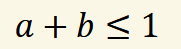 a + b ≤ 1